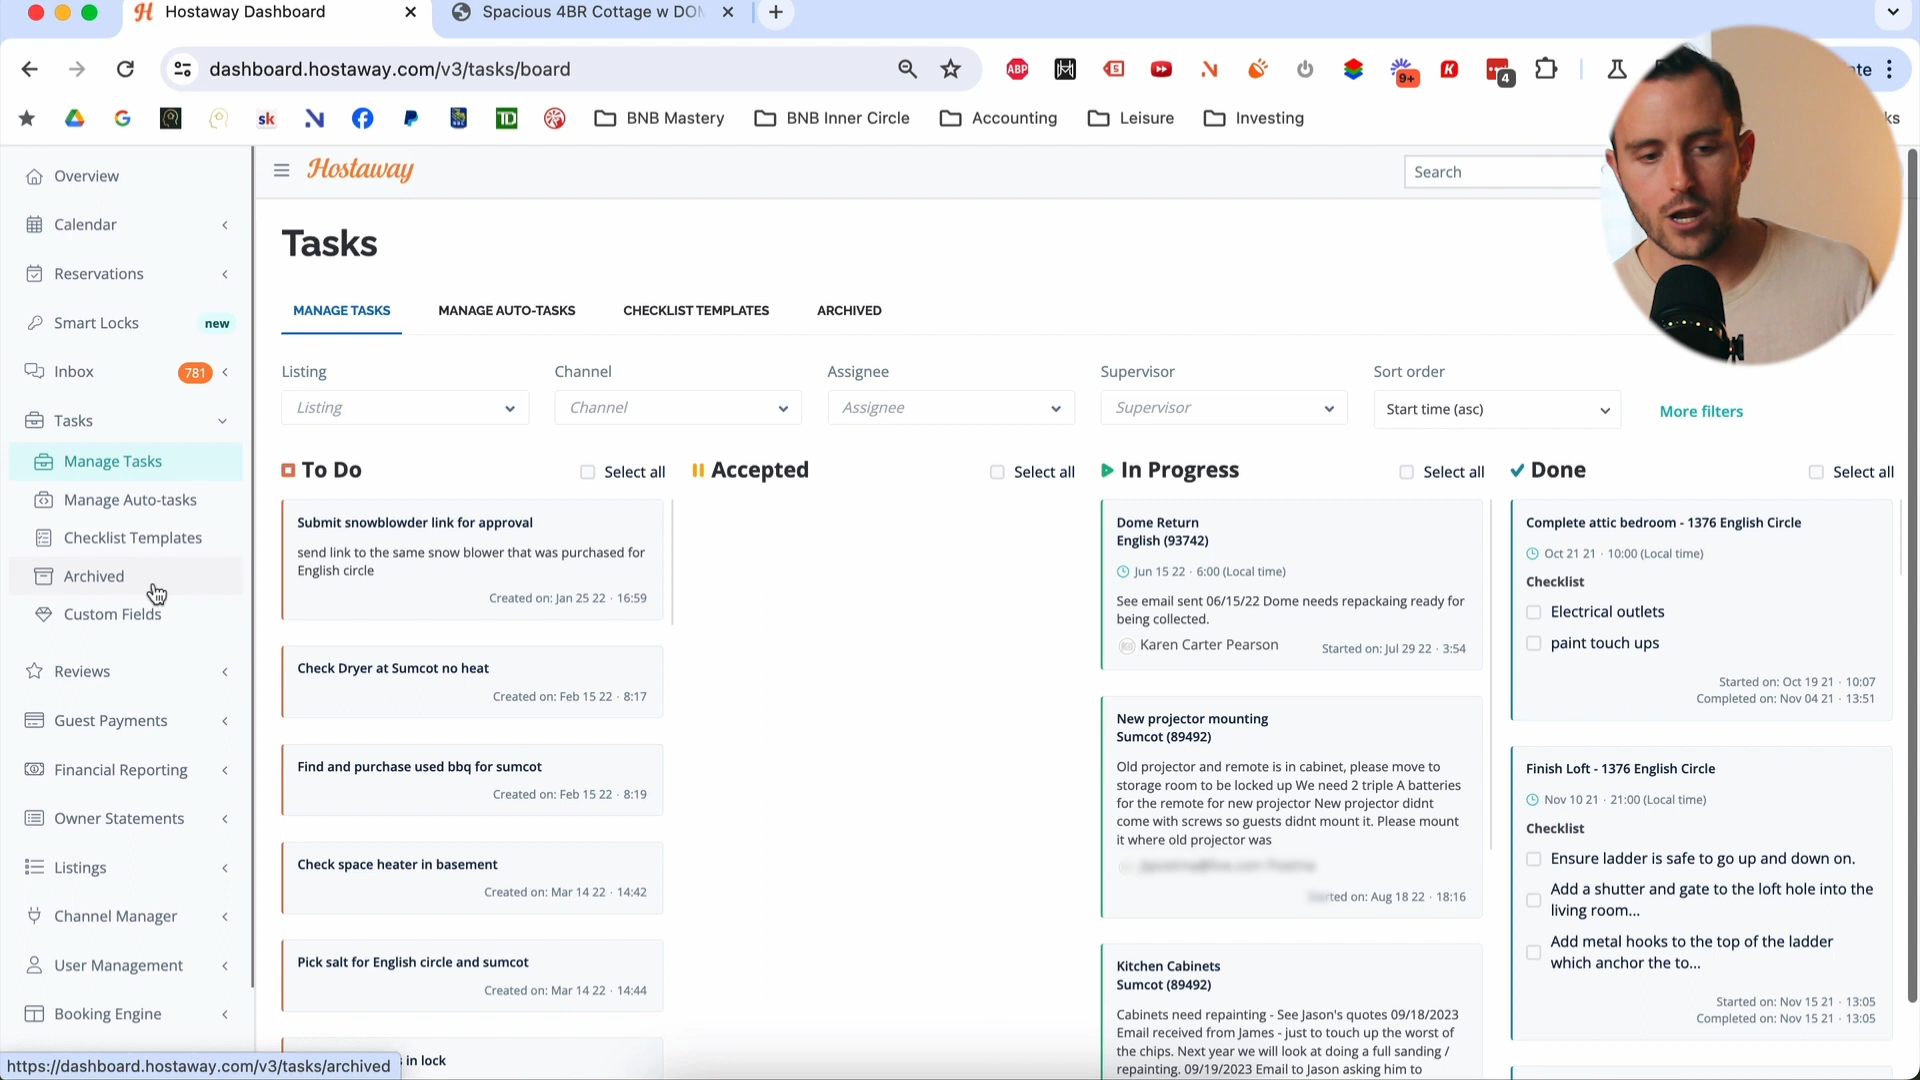 Hostaway Dashboard
Spacious 4BR Cottage w DO
dashboard.hostaway.com/v3/tasks/board
ABP
9+
4
sk
TD
BNB Mastery
BNB Inner Circle
Accounting
Leisure
Investing
Overview
Calendar
Reservations
Smart Locks new
Inbox 781
Tasks
Manage Tasks
Manage Auto-tasks
Checklist Templates
Archived
Custom Fields
Reviews
Guest Payments
Financial Reporting
Owner Statements
Listings
Channel Manager
User Management
Booking Engine
https://dashboard.hostaway.com/v3/tasks/archived
Hostaway
Search
Tasks
MANAGE TASKS
MANAGE AUTO-TASKS
CHECKLIST TEMPLATES
ARCHIVED
Listing
Listing
Channel
Channel
Assignee
Assignee
Supervisor
Supervisor
Sort order
Start time (asc)
More filters
To Do
Select all
Submit snowblowder link for approval
send link to the same snow blower that was purchased for
English circle
Created on: Jan 25 22 · 16:59
Check Dryer at Sumcot no heat
Created on: Feb 15 22 · 8:17
Find and purchase used bbq for sumcot
Created on: Feb 15 22 · 8:19
Check space heater in basement
Created on: Mar 14 22 · 14:42
Pick salt for English circle and sumcot
Created on: Mar 14 22 · 14:44
in lock
Accepted
Select all
In Progress
Select all
Dome Return
English (93742)
Jun 15 22 · 6:00 (Local time)
See email sent 06/15/22 Dome needs repackaing ready for
being collected.
Karen Carter Pearson
Started on: Jul 29 22 · 3:54
New projector mounting
Sumcot (89492)
Old projector and remote is in cabinet, please move to
storage room to be locked up We need 2 triple A batteries
for the remote for new projector New projector didnt
come with screws so guests didnt mount it. Please mount
it where old projector was
ted on: Aug 18 22 · 18:16
Kitchen Cabinets
Sumcot (89492)
Cabinets need repainting - See Jason's quotes 09/18/2023
Email received from James - just to touch up the worst of
the chips. Next year we will look at doing a full sanding /
repainting. 09/19/2023 Email to Jason asking him to
Done
Select all
Complete attic bedroom - 1376 English Circle
Oct 21 21 · 10:00 (Local time)
Checklist
Electrical outlets
paint touch ups
Started on: Oct 19 21 · 10:07
Completed on: Nov 04 21 · 13:51
Finish Loft - 1376 English Circle
Nov 10 21 · 21:00 (Local time)
Checklist
Ensure ladder is safe to go up and down on.
Add a shutter and gate to the loft hole into the
living room...
Add metal hooks to the top of the ladder
which anchor the to...
Started on: Nov 15 21 · 13:05
Completed on: Nov 15 21 · 13:05